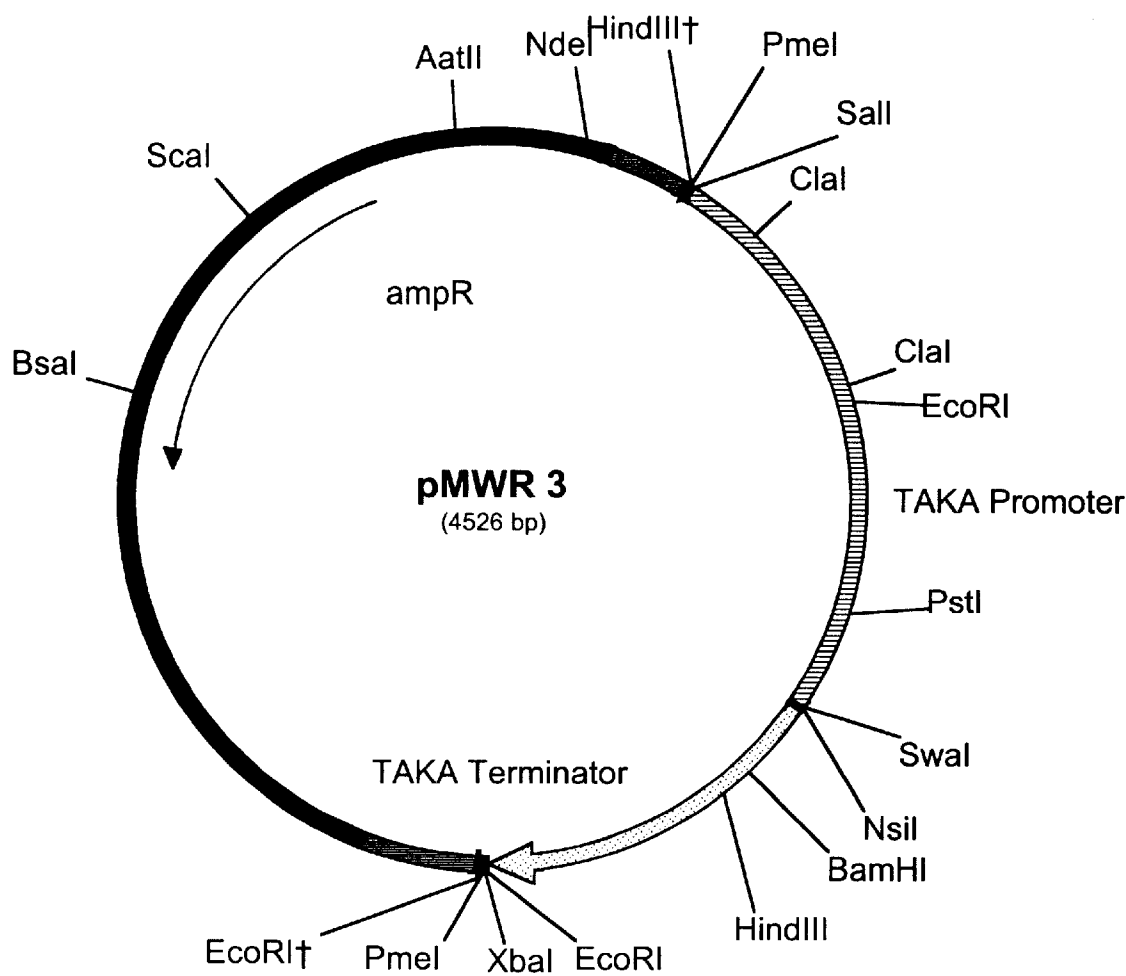 HindIII†
NdeI
PmeI
AatII
SalI
ScaI
ClaI
ampR
BsaI
ClaI
EcoRI
pMWR 3
(4526 bp)
TAKA Promoter
PstI
SwaI
TAKA Terminator
NsiI
BamHI
HindIII
EcoRI†
PmeI
XbaI
EcoRI